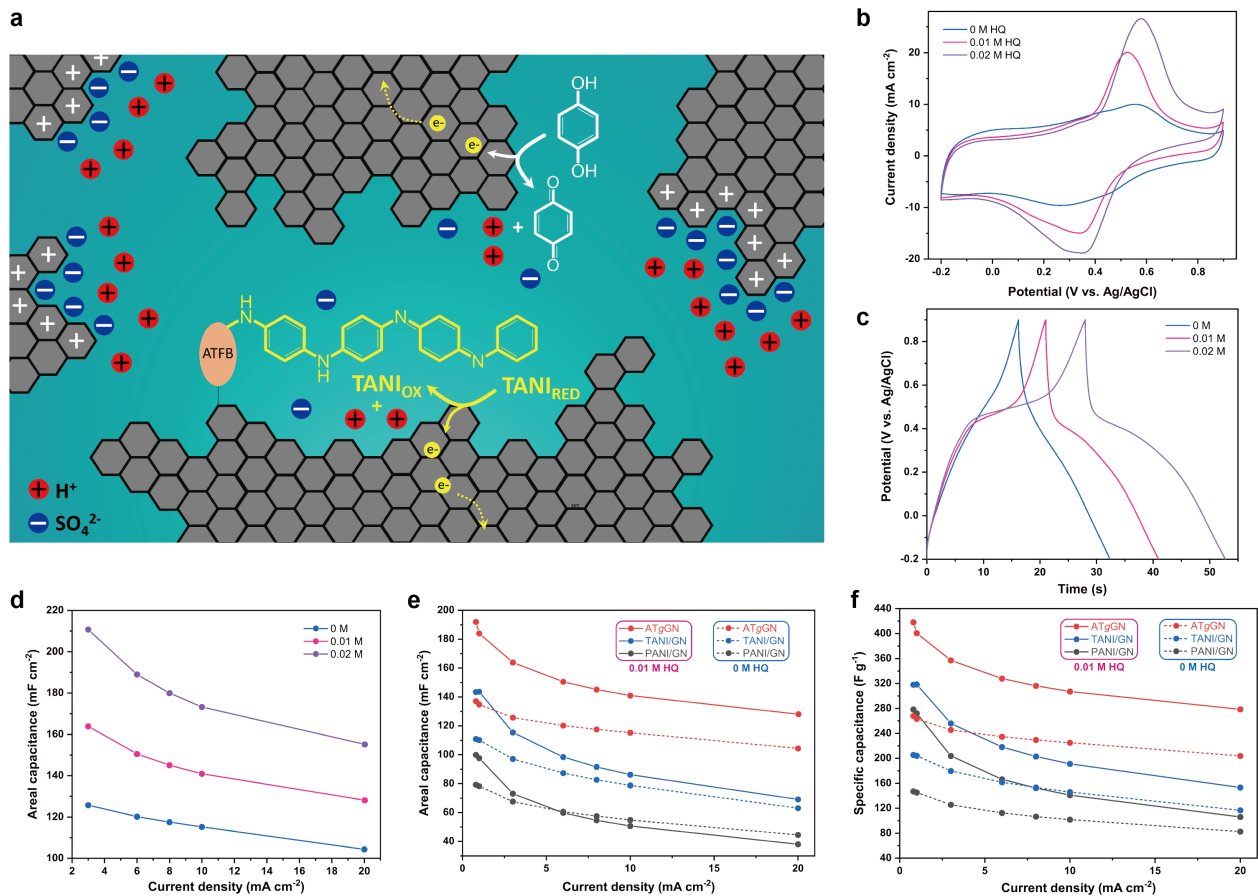 a
OH
OH
e-
e-
O
O
+
H
N
N
ATFB
N
H
N
TANIOX
TANIRED
+
e-
e-
H+
SO42-
b
0 M HQ
0.01 M HQ
0.02 M HQ
Current density (mA cm-2)
20
10
0
-10
-20
-0.2 0.0 0.2 0.4 0.6 0.8
Potential (V vs. Ag/AgCl)
c
0 M
0.01 M
0.02 M
Potential (V vs. Ag/AgCl)
0.8
0.4
0.0
-0.2
0 10 20 30 40 50
Time (s)
d
0 M
0.01 M
0.02 M
Areal capacitance (mF cm-2)
220
200
180
160
140
120
100
2 4 6 8 10 12 14 16 18 20
Current density (mA cm-2)
e
ATgGN
TANI/GN
PANI/GN
0.01 M HQ
ATgGN
TANI/GN
PANI/GN
0 M HQ
Areal capacitance (mF cm-2)
200
180
160
140
120
100
80
60
40
0 5 10 15 20
Current density (mA cm-2)
f
ATgGN
TANI/GN
PANI/GN
0.01 M HQ
ATgGN
TANI/GN
PANI/GN
0 M HQ
Specific capacitance (F g-1)
440
400
360
320
280
240
200
160
120
80
40
0 5 10 15 20
Current density (mA cm-2)